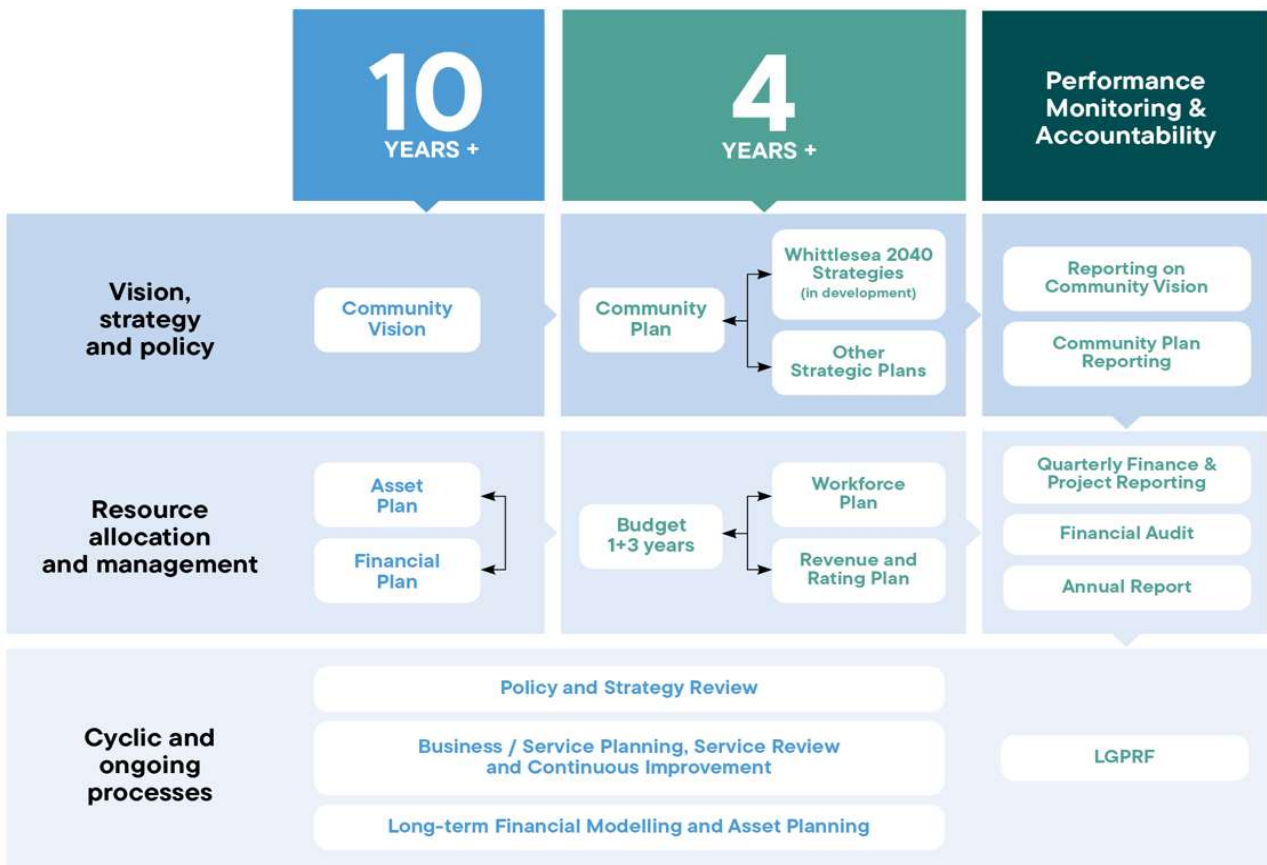 10
YEARS +
4
YEARS +
Performance
Monitoring &
Accountability
Vision,
strategy
and policy
Community
Vision
Community
Plan
Whittlesea 2040
Strategies
(in development)
Other
Strategic Plans
Reporting on
Community Vision
Community Plan
Reporting
Resource
allocation
and management
Asset
Plan
Financial
Plan
Budget
1+3 years
Workforce
Plan
Revenue and
Rating Plan
Quarterly Finance &
Project Reporting
Financial Audit
Annual Report
Cyclic and
ongoing
processes
Policy and Strategy Review
Business / Service Planning, Service Review
and Continuous Improvement
Long-term Financial Modelling and Asset Planning
LGPRF